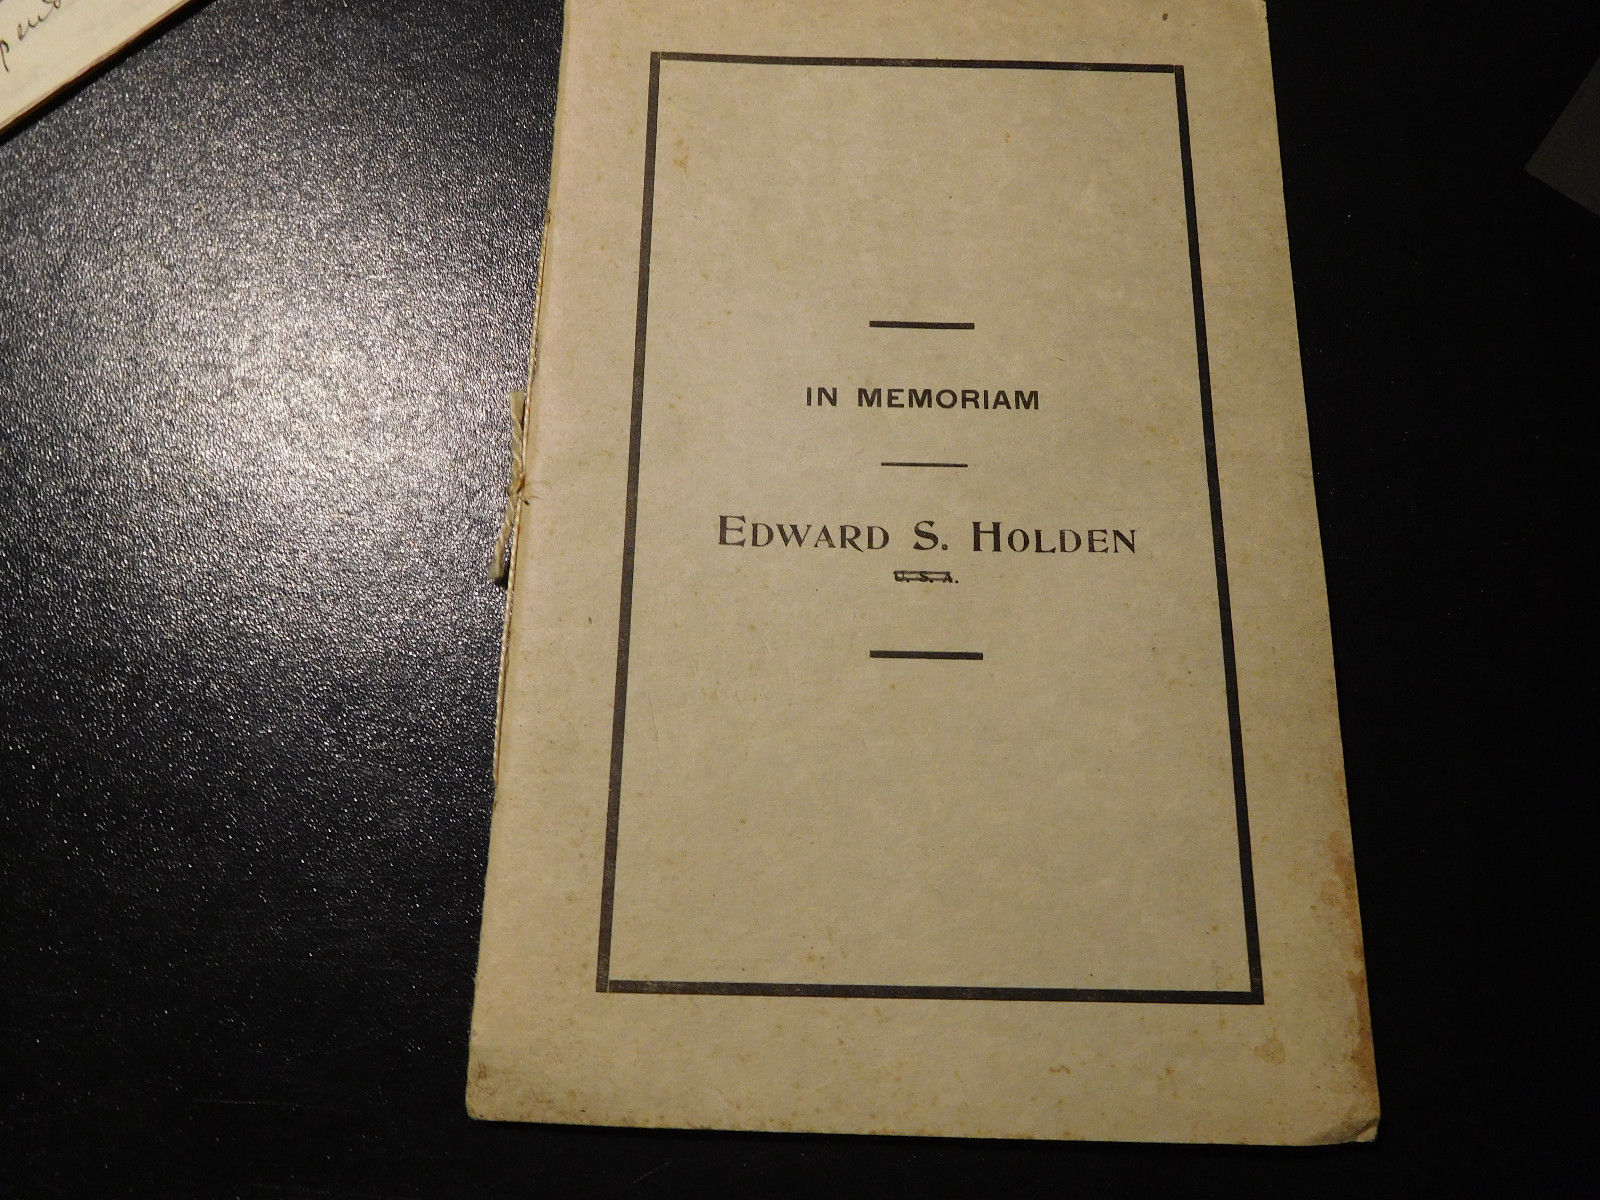 IN MEMORIAM
EDWARD S. HOLDEN
U. S. A.